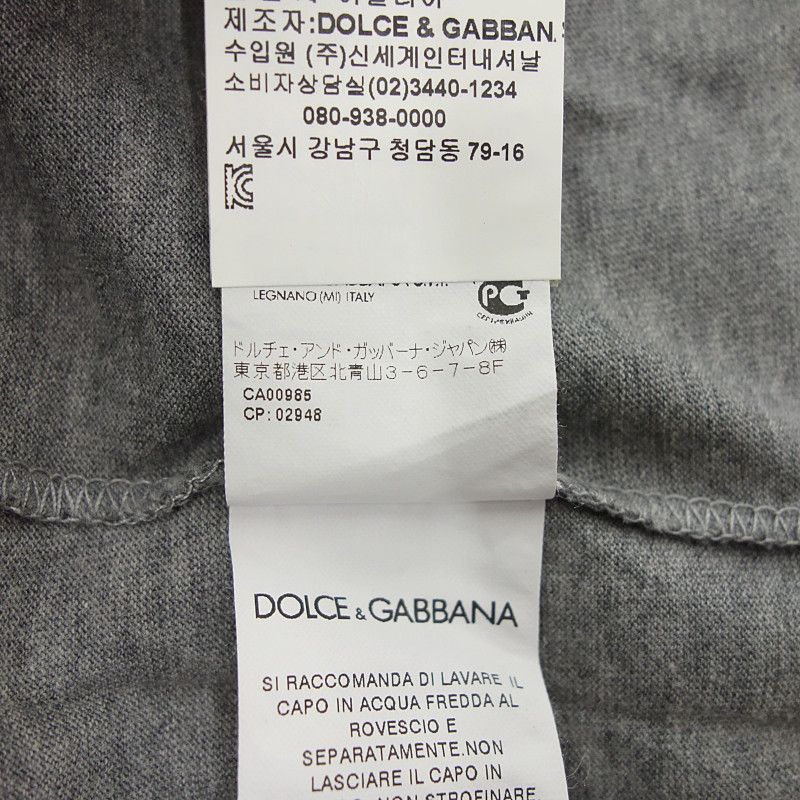 제조자:DOLCE & GABBAN
수입원 (주)신세계인터내셔날
소비자상담실(02)3440-1234
080-938-0000
서울시 강남구 청담동 79-16
LEGNANO (MI) ITALY
ドルチェ・アンド・ガッバーナ・ジャパン㈱
東京都港区北青山3-6-7-8F
CA00985
CP: 02948
DOLCE & GABBANA
SI RACCOMANDA DI LAVARE IL
CAPO IN ACQUA FREDDA AL
ROVESCIO E
SEPARATAMENTE.NON
LASCIARE IL CAPO IN
NON STROFINARE.